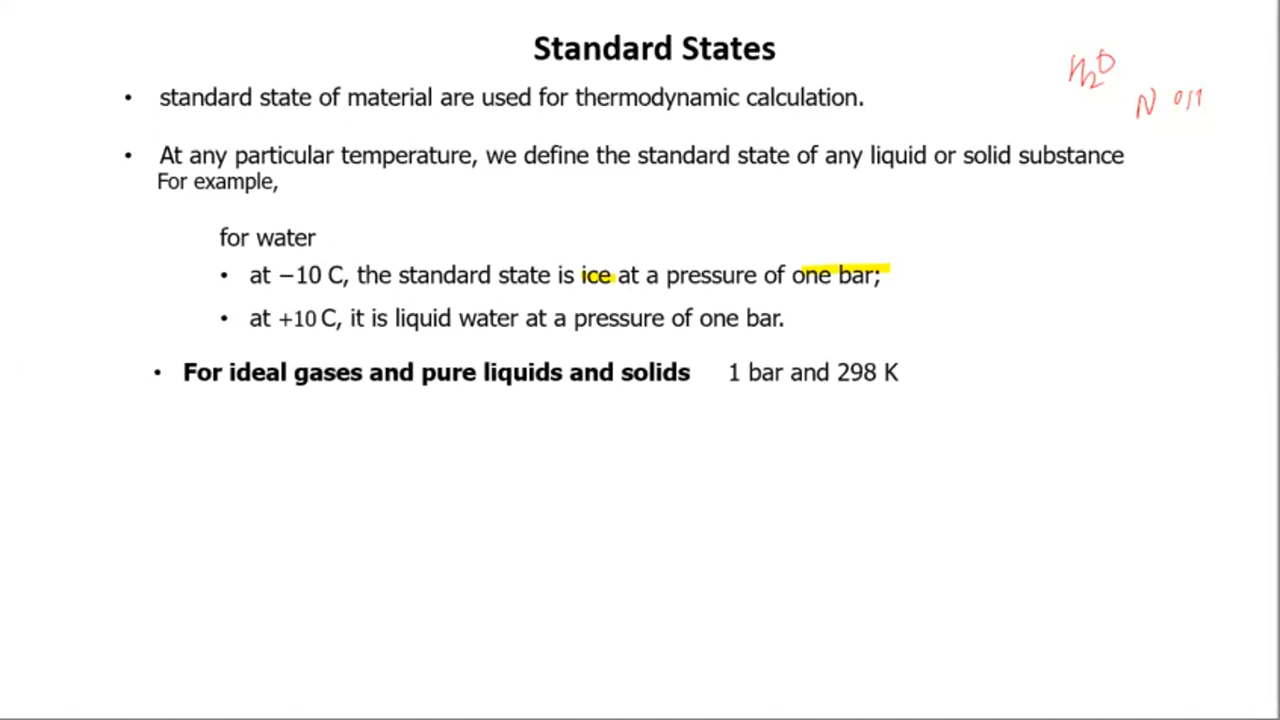 Standard States
H2O
• standard state of material are used for thermodynamic calculation.
• At any particular temperature, we define the standard state of any liquid or solid substance
For example,
for water
• at −10 C, the standard state is ice at a pressure of one bar;
• at +10 C, it is liquid water at a pressure of one bar.
• For ideal gases and pure liquids and solids 1 bar and 298 K